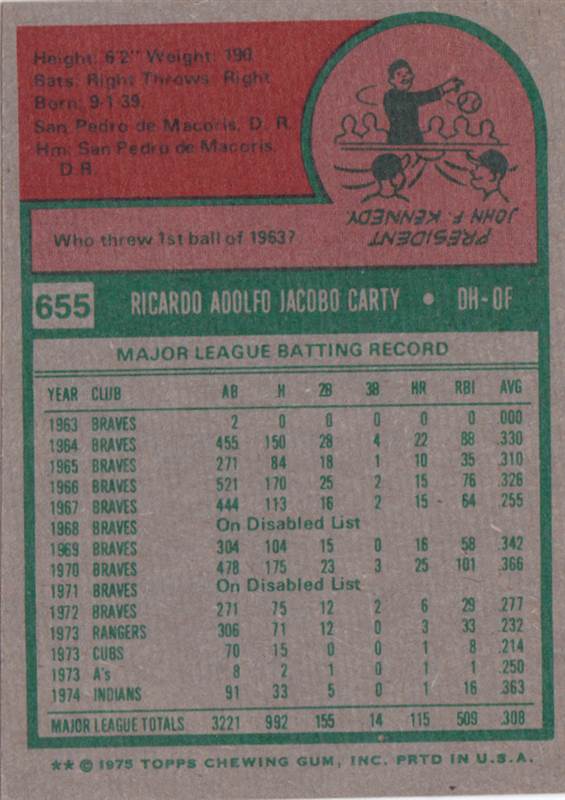 Height: 6'2" Weight: 190
Bats: Right Throws: Right
Born: 9-1-39,
San Pedro de Macoris, D. R.
Hm: San Pedro de Macoris,
D.R.
Who threw 1st ball of 1963?
PRESIDENT
JOHN F. KENNEDY
655 RICARDO ADOLFO JACOBO CARTY • DH-OF
MAJOR LEAGUE BATTING RECORD
YEAR CLUB AB H 2B 3B HR RBI AVG
1963 BRAVES 2 0 0 0 0 0 .000
1964 BRAVES 455 150 28 4 22 88 .330
1965 BRAVES 271 84 18 1 10 35 .310
1966 BRAVES 521 170 25 2 15 76 .326
1967 BRAVES 444 113 16 2 15 64 .255
1968 BRAVES On Disabled List
1969 BRAVES 304 104 15 0 16 58 .342
1970 BRAVES 478 175 23 3 25 101 .366
1971 BRAVES On Disabled List
1972 BRAVES 271 75 12 2 6 29 .277
1973 RANGERS 306 71 12 0 3 33 .232
1973 CUBS 70 15 0 0 1 8 .214
1973 A's 8 2 1 0 1 1 .250
1974 INDIANS 91 33 5 0 1 16 .363
MAJOR LEAGUE TOTALS 3221 992 155 14 115 509 .308
** © 1975 TOPPS CHEWING GUM, INC. PRTD IN U.S.A.